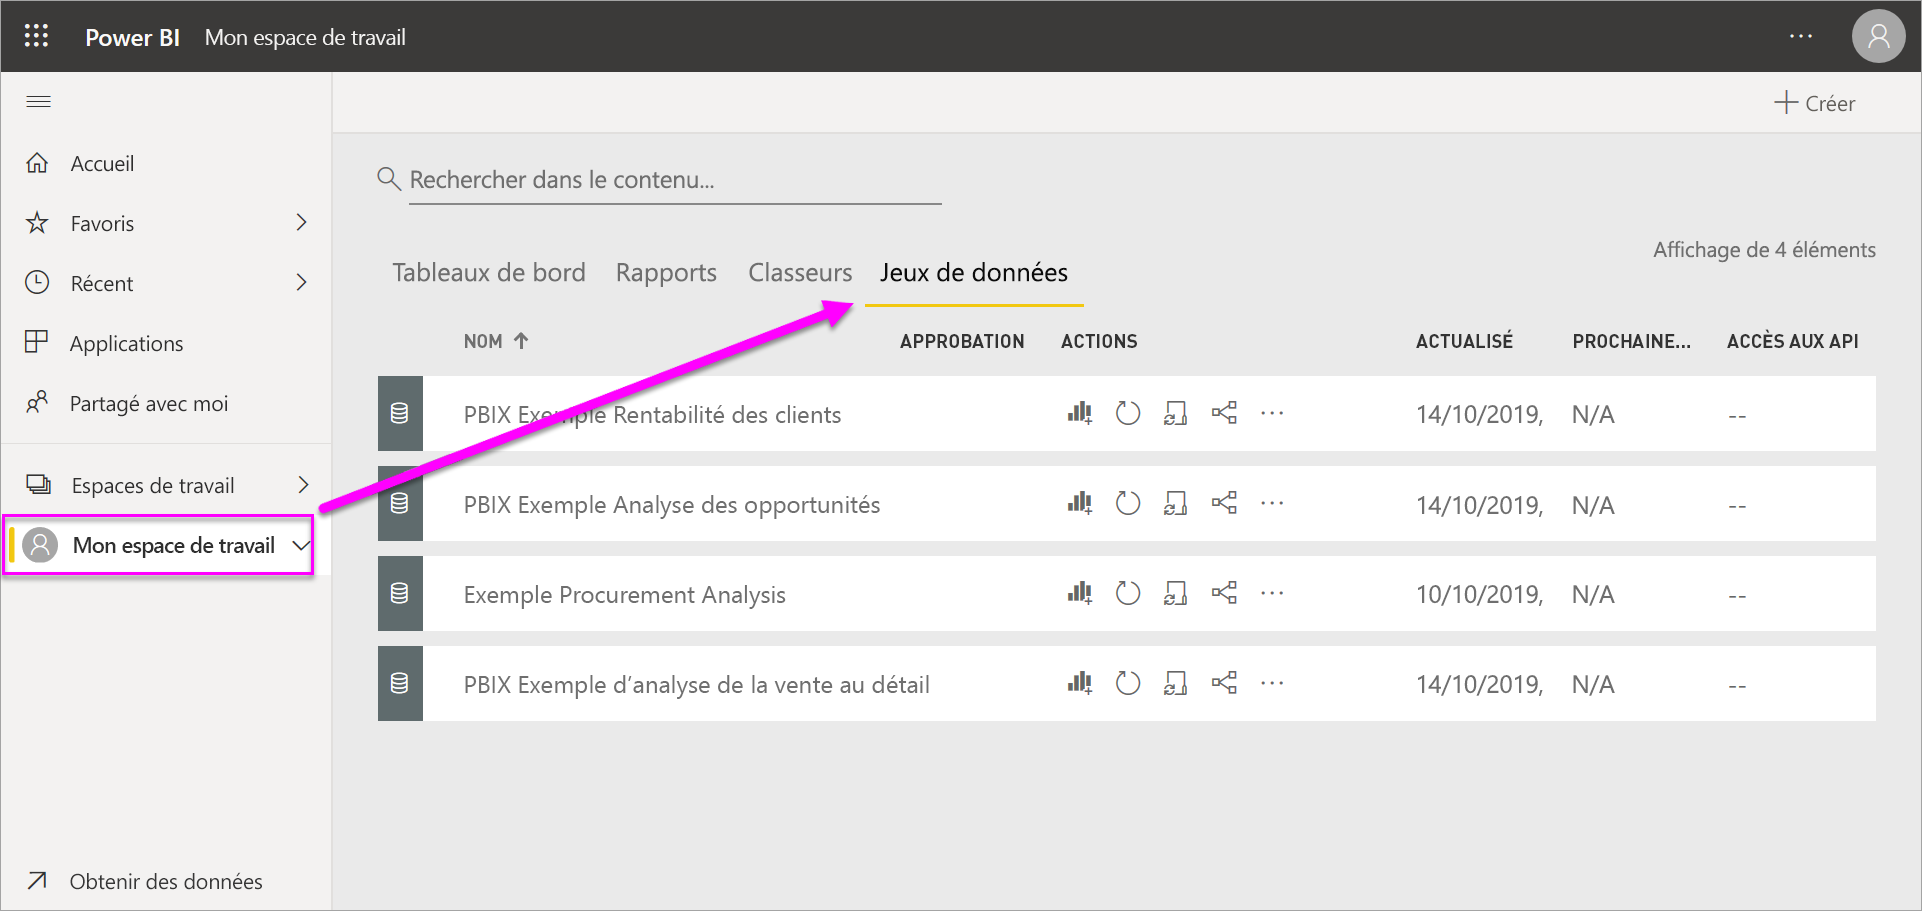 Power BI Mon espace de travail ...
Créer
Accueil
Favoris
Récent
Applications
Partagé avec moi
Espaces de travail
Mon espace de travail
Obtenir des données
Rechercher dans le contenu...
Affichage de 4 éléments
Tableaux de bord Rapports Classeurs Jeux de données
NOM APPROBATION ACTIONS ACTUALISÉ PROCHAINE... ACCÈS AUX API
PBIX Exemple Rentabilité des clients ... 14/10/2019, N/A --
PBIX Exemple Analyse des opportunités ... 14/10/2019, N/A --
Exemple Procurement Analysis ... 10/10/2019, N/A --
PBIX Exemple d’analyse de la vente au détail ... 14/10/2019, N/A --